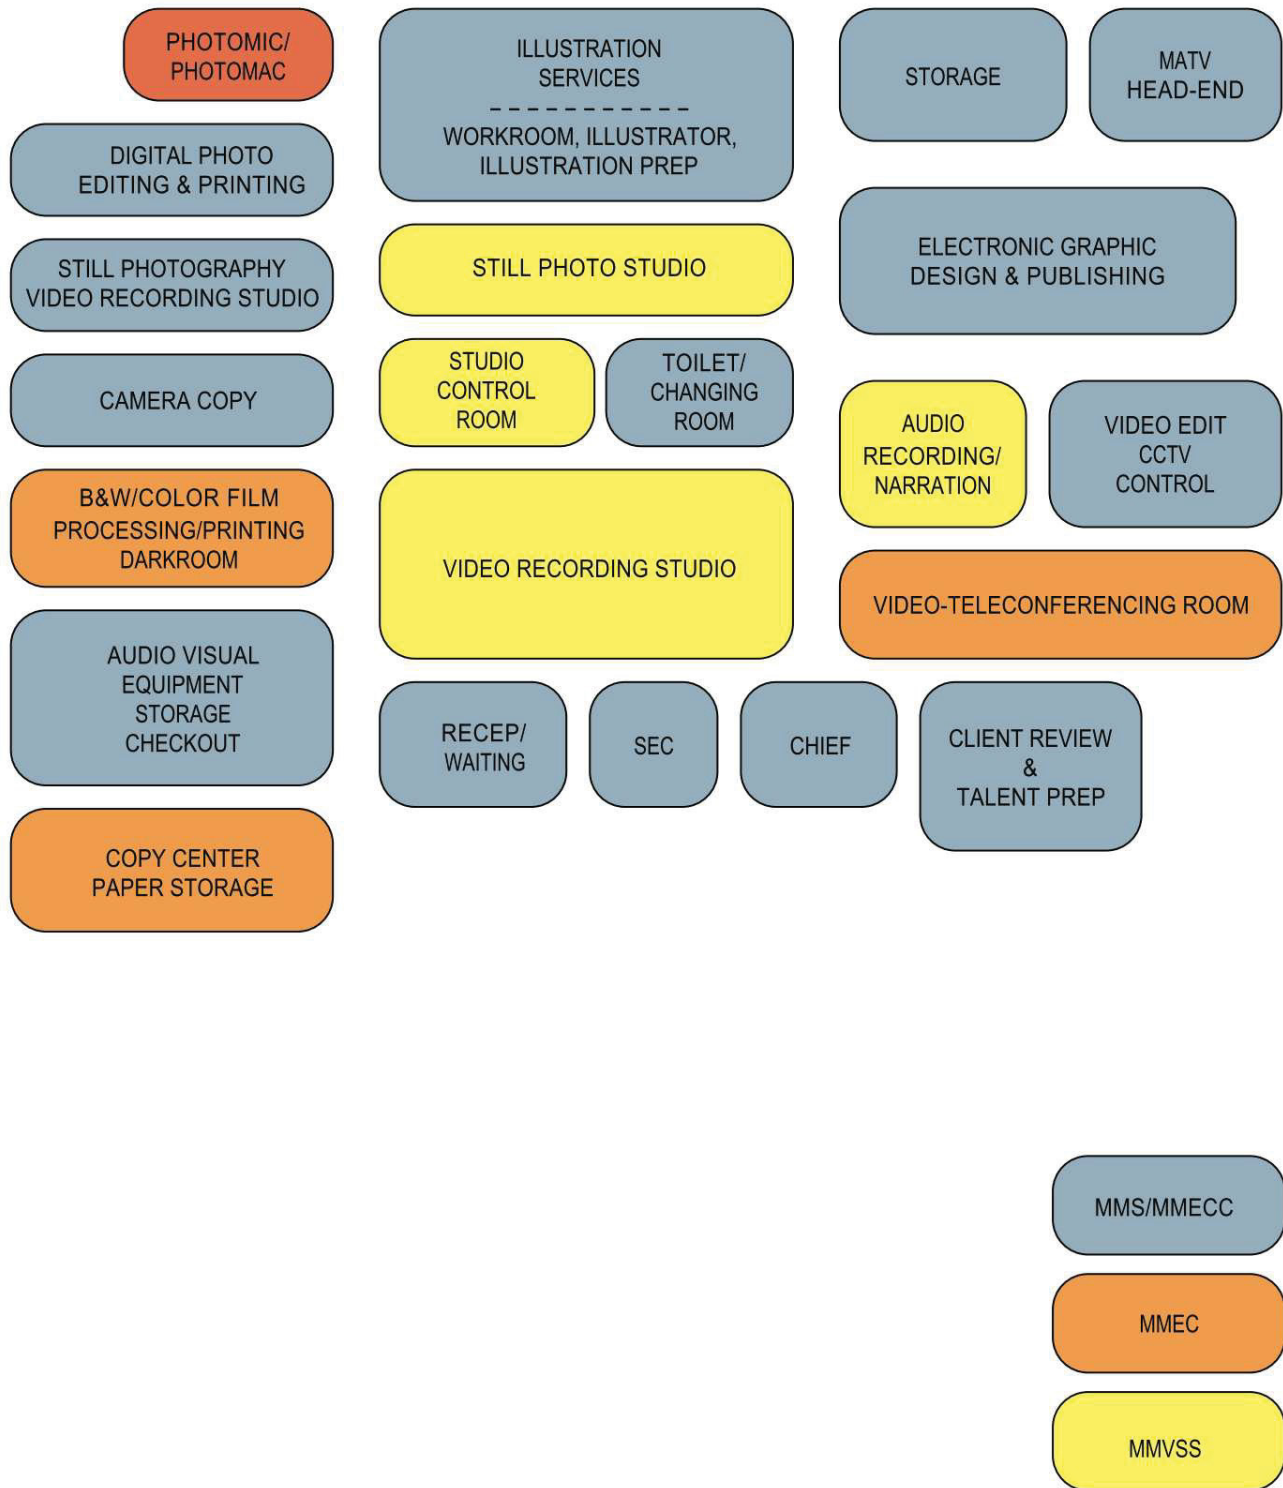 PHOTOMIC/
PHOTOMAC
DIGITAL PHOTO
EDITING & PRINTING
STILL PHOTOGRAPHY
VIDEO RECORDING STUDIO
CAMERA COPY
B&W/COLOR FILM
PROCESSING/PRINTING
DARKROOM
AUDIO VISUAL
EQUIPMENT
STORAGE
CHECKOUT
COPY CENTER
PAPER STORAGE
ILLUSTRATION
SERVICES
WORKROOM, ILLUSTRATOR,
ILLUSTRATION PREP
STILL PHOTO STUDIO
STUDIO
CONTROL
ROOM
TOILET/
CHANGING
ROOM
VIDEO RECORDING STUDIO
RECEP/
WAITING
SEC
CHIEF
CLIENT REVIEW
&
TALENT PREP
STORAGE
MATV
HEAD-END
ELECTRONIC GRAPHIC
DESIGN & PUBLISHING
AUDIO
RECORDING/
NARRATION
VIDEO EDIT
CCTV
CONTROL
VIDEO-TELECONFERENCING ROOM
MMS/MMECC
MMEC
MMVSS